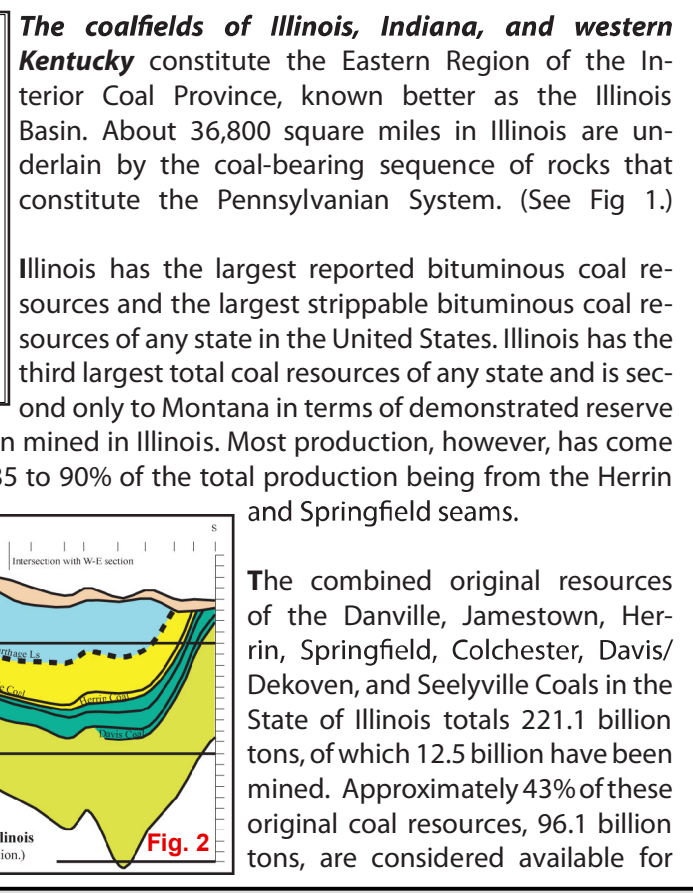 The coalfields of Illinois, Indiana, and western
Kentucky constitute the Eastern Region of the In-
terior Coal Province, known better as the Illinois
Basin. About 36,800 square miles in Illinois are un-
derlain by the coal-bearing sequence of rocks that
constitute the Pennsylvanian System. (See Fig 1.)
Illinois has the largest reported bituminous coal re-
sources and the largest strippable bituminous coal re-
sources of any state in the United States. Illinois has the
third largest total coal resources of any state and is sec-
ond only to Montana in terms of demonstrated reserve
n mined in Illinois. Most production, however, has come
35 to 90% of the total production being from the Herrin
and Springfield seams.
S
Intersection with W-E section
rthage Ls
e Coal
Herrin Coal
Davis Coal
linois
ion.)
Fig. 2
The combined original resources
of the Danville, Jamestown, Her-
rin, Springfield, Colchester, Davis/
Dekoven, and Seelyville Coals in the
State of Illinois totals 221.1 billion
tons, of which 12.5 billion have been
mined. Approximately 43% of these
original coal resources, 96.1 billion
tons, are considered available for